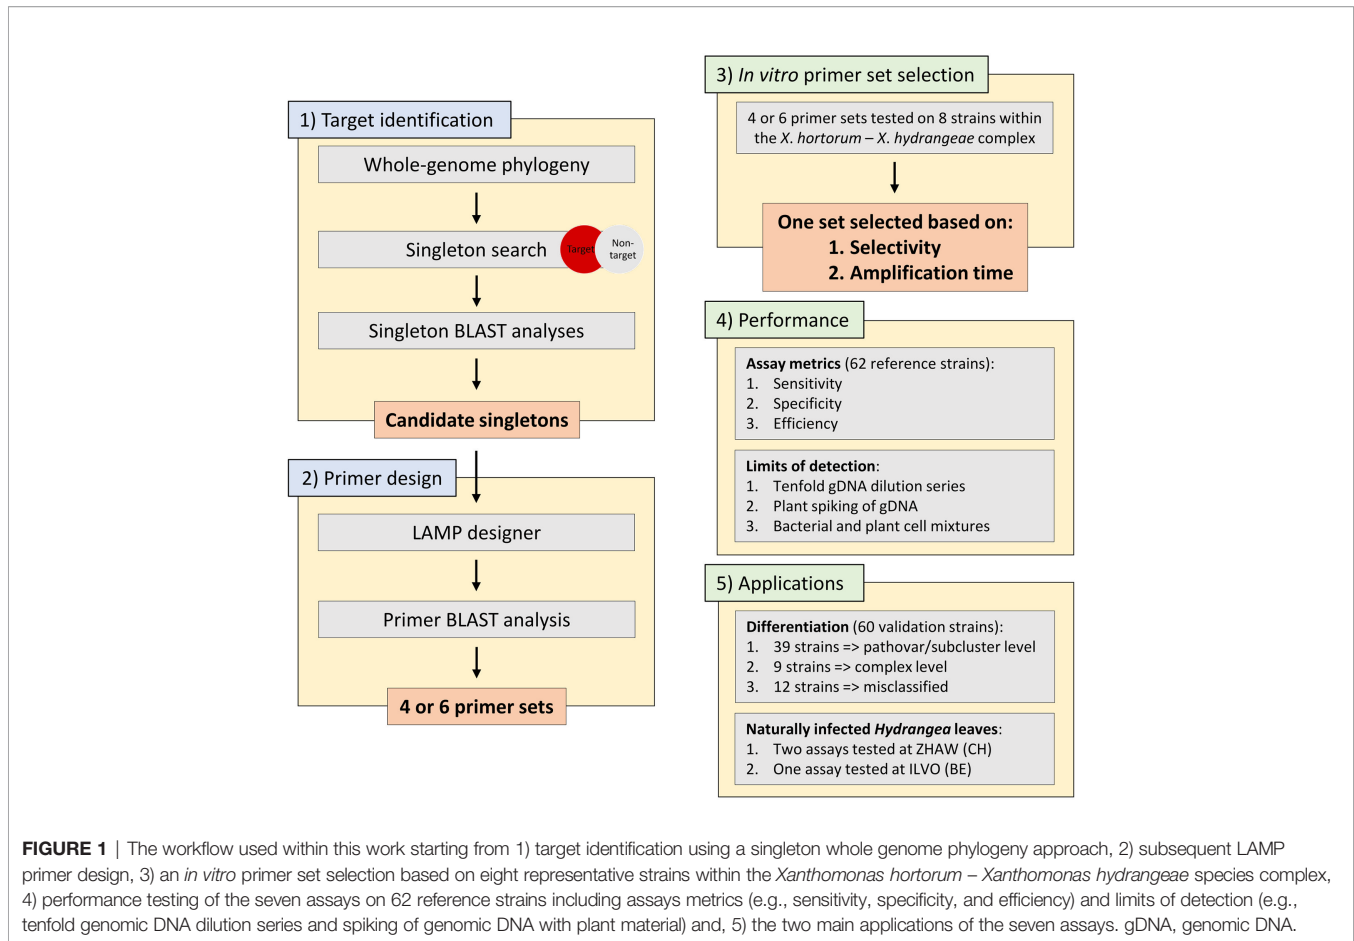 1) Target identification
Whole-genome phylogeny
Singleton search
Target
Non-
target
Singleton BLAST analyses
Candidate singletons
2) Primer design
LAMP designer
Primer BLAST analysis
4 or 6 primer sets
3) In vitro primer set selection
4 or 6 primer sets tested on 8 strains within
the X. hortorum – X. hydrangeae complex
One set selected based on:
1. Selectivity
2. Amplification time
4) Performance
Assay metrics (62 reference strains):
1. Sensitivity
2. Specificity
3. Efficiency
Limits of detection:
1. Tenfold gDNA dilution series
2. Plant spiking of gDNA
3. Bacterial and plant cell mixtures
5) Applications
Differentiation (60 validation strains):
1. 39 strains => pathovar/subcluster level
2. 9 strains => complex level
3. 12 strains => misclassified
Naturally infected Hydrangea leaves:
1. Two assays tested at ZHAW (CH)
2. One assay tested at ILVO (BE)
FIGURE 1 | The workflow used within this work starting from 1) target identification using a singleton whole genome phylogeny approach, 2) subsequent LAMP
primer design, 3) an in vitro primer set selection based on eight representative strains within the Xanthomonas hortorum – Xanthomonas hydrangeae species complex,
4) performance testing of the seven assays on 62 reference strains including assays metrics (e.g., sensitivity, specificity, and efficiency) and limits of detection (e.g.,
tenfold genomic DNA dilution series and spiking of genomic DNA with plant material) and, 5) the two main applications of the seven assays. gDNA, genomic DNA.